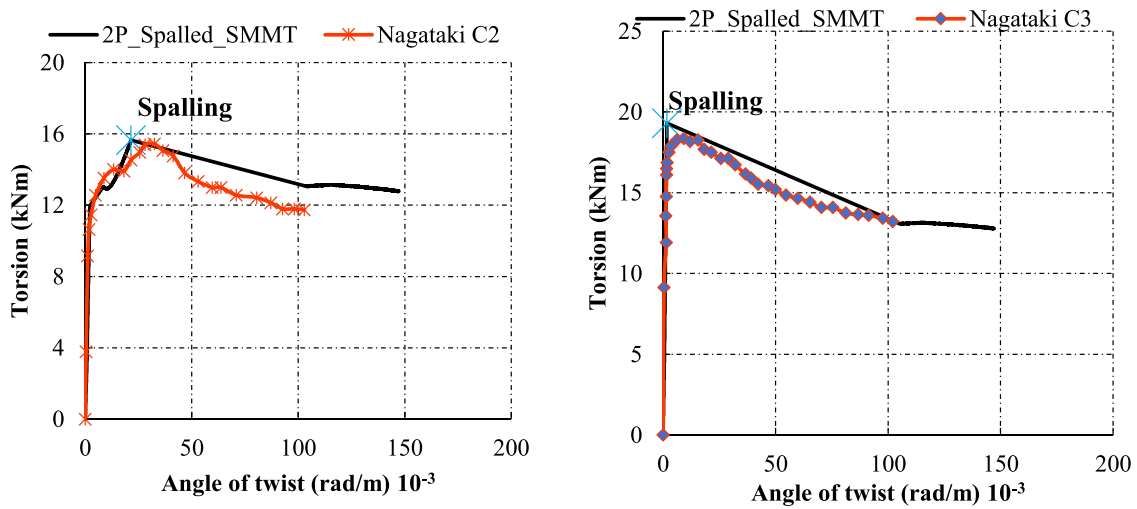 2P_Spalled_SMMT Nagataki C2
20
16
12
8
4
0
Spalling
Torsion (kNm)
0 50 100 150 200
Angle of twist (rad/m) 10⁻³
2P_Spalled_SMMT Nagataki C3
25
20
15
10
5
0
Spalling
Torsion (kNm)
0 50 100 150 200
Angle of twist (rad/m) 10⁻³